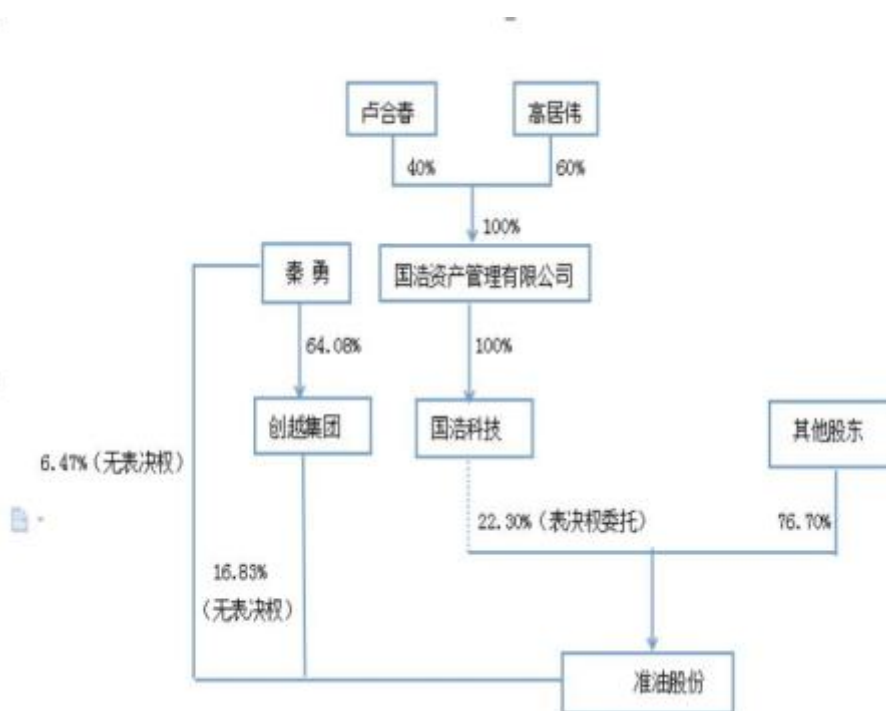 卢合春
高居伟
40%
60%
100%
秦 勇
国浩资产管理有限公司
64.08%
100%
创越集团
国浩科技
其他股东
6.47%(无表决权)
22.30%(表决权委托)
76.70%
16.83%
(无表决权)
准油股份